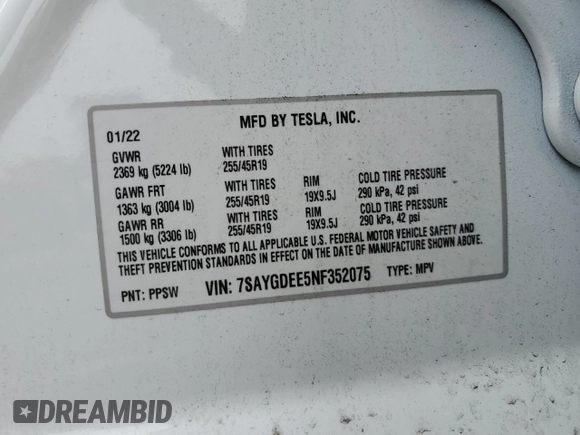 MFD BY TESLA, INC.
01/22
GVWR WITH TIRES
2369 kg (5224 lb) 255/45R19
GAWR FRT WITH TIRES RIM COLD TIRE PRESSURE
1363 kg (3004 lb) 255/45R19 19X9.5J 290 kPa, 42 psi
GAWR RR WITH TIRES RIM COLD TIRE PRESSURE
1500 kg (3306 lb) 255/45R19 19X9.5J 290 kPa, 42 psi
THIS VEHICLE CONFORMS TO ALL APPLICABLE U.S. FEDERAL MOTOR VEHICLE SAFETY AND
THEFT PREVENTION STANDARDS IN EFFECT ON THE DATE OF MANUFACTURE SHOWN ABOVE.
PNT: PPSW VIN: 7SAYGDEE5NF352075 TYPE: MPV
DREAMBID